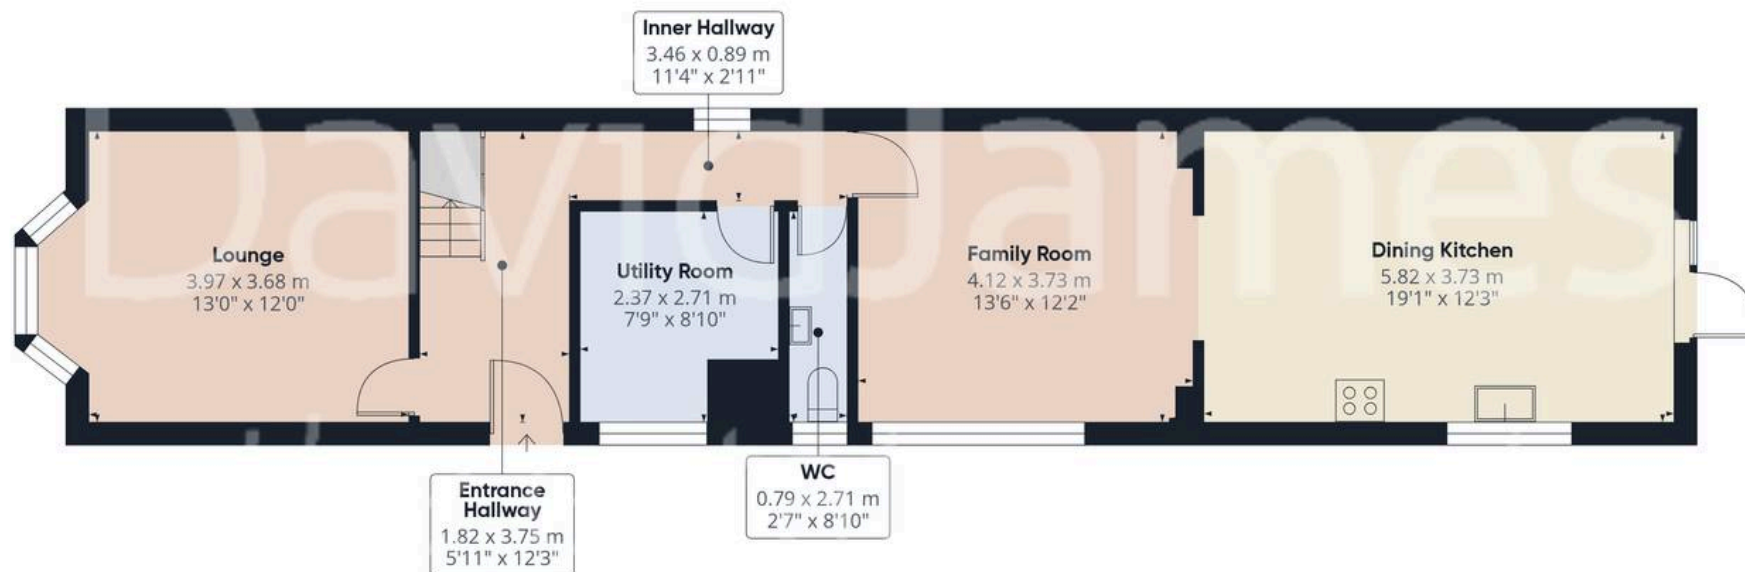 Inner Hallway
3.46 x 0.89 m
11'4" x 2'11"
Lounge
3.97 x 3.68 m
13'0" x 12'0"
Utility Room
2.37 x 2.71 m
7'9" x 8'10"
Family Room
4.12 x 3.73 m
13'6" x 12'2"
Dining Kitchen
5.82 x 3.73 m
19'1" x 12'3"
Entrance
Hallway
1.82 x 3.75 m
5'11" x 12'3"
WC
0.79 x 2.71 m
2'7" x 8'10"
DavidJames